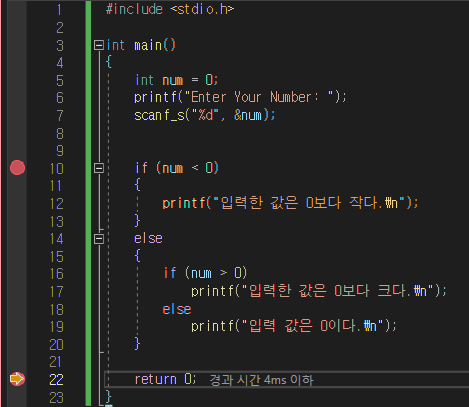 1 #include <stdio.h>
2
3 int main()
4 {
5 int num = 0;
6 printf("Enter Your Number: ");
7 scanf_s("%d", &num);
8
9
10 if (num < 0)
11 {
12 printf("입력한 값은 0보다 작다.₩n");
13 }
14 else
15 {
16 if (num > 0)
17 printf("입력한 값은 0보다 크다.₩n");
18 else
19 printf("입력 값은 0이다.₩n");
20 }
21
22 return 0; 경과 시간 4ms 이하
23 }